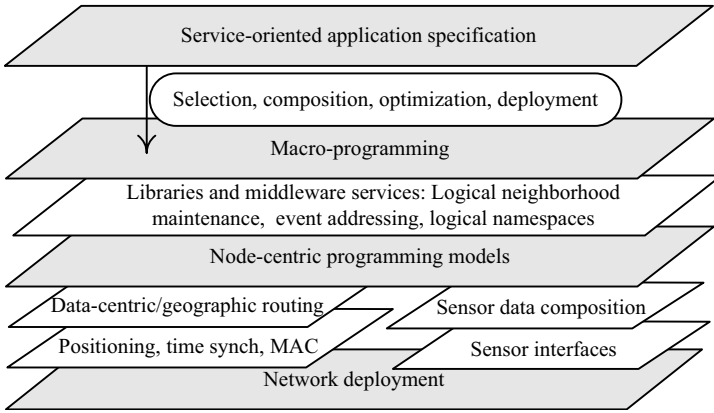 Service-oriented application specification
Selection, composition, optimization, deployment
Macro-programming
Libraries and middleware services: Logical neighborhood
maintenance, event addressing, logical namespaces
Node-centric programming models
Data-centric/geographic routing
Sensor data composition
Positioning, time synch, MAC
Sensor interfaces
Network deployment